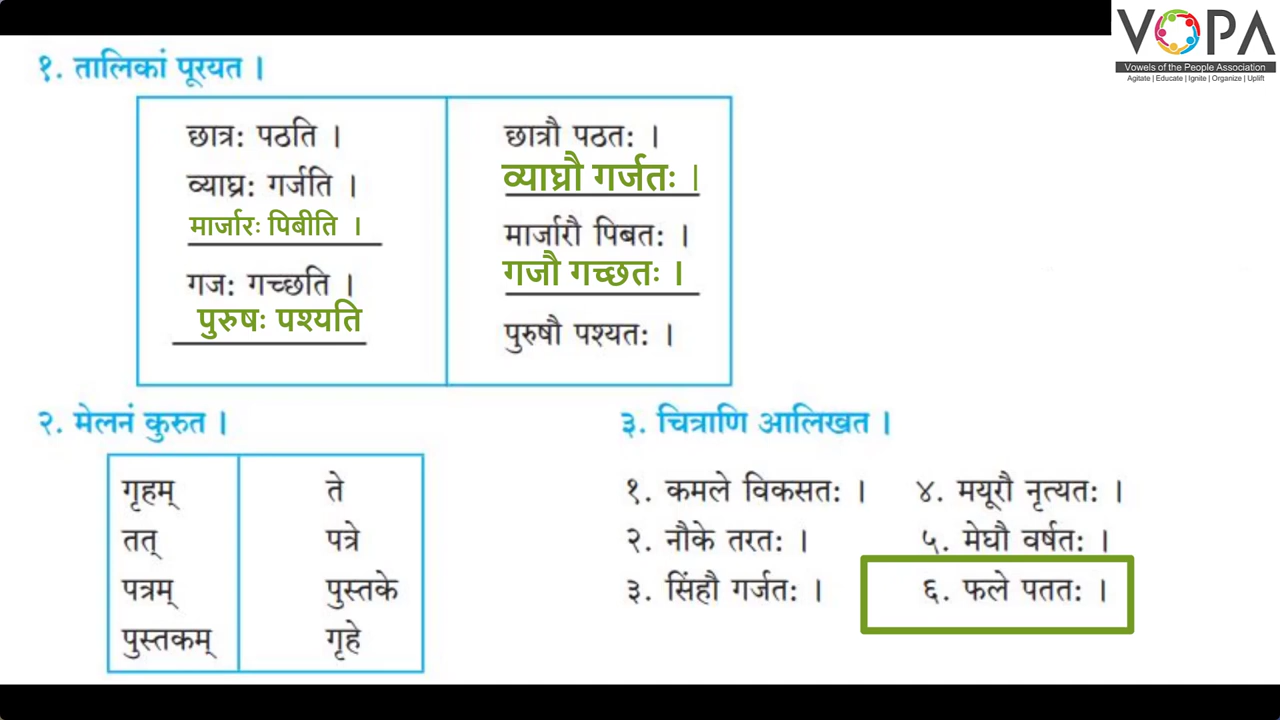 VOPA
Vowels of the People Association
Agitate | Educate | Ignite | Organize | Uplift
१. तालिकां पूरयत ।
छात्र: पठति ।
छात्रौ पठत: ।
व्याघ्र: गर्जति ।
व्याघ्रौ गर्जतः ।
मार्जारः पिबीति ।
मार्जारौ पिबत: ।
गज: गच्छति ।
गजौ गच्छतः ।
पुरुषः पश्यति
पुरुषौ पश्यत: ।
२. मेलनं कुरुत ।
गृहम् ते
तत् पत्रे
पत्रम् पुस्तके
पुस्तकम् गृहे
३. चित्राणि आलिखत ।
१. कमले विकसत: । ४. मयूरौ नृत्यत: ।
२. नौके तरत: । ५. मेघौ वर्षत: ।
३. सिंहौ गर्जत: । ६. फले पतत: ।